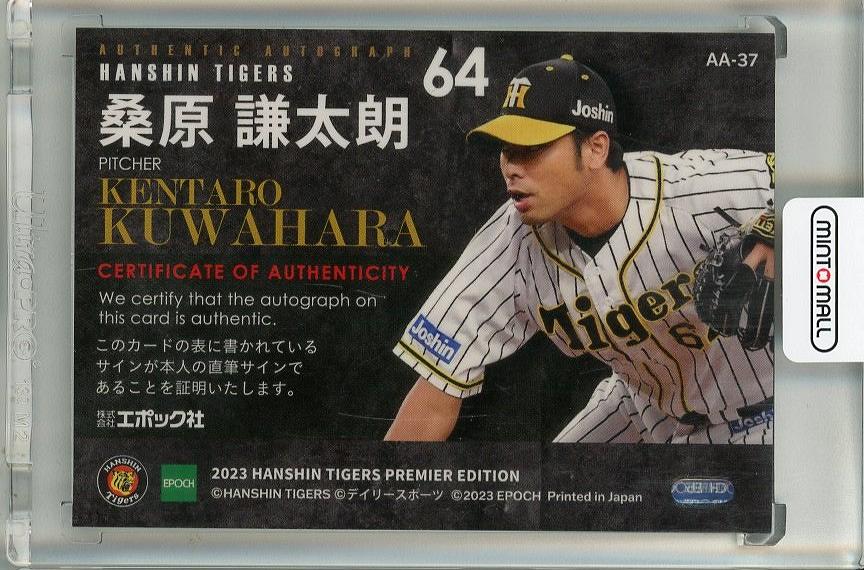 AUTHENTIC AUTOGRAPH
HANSHIN TIGERS
64
AA-37
桑原 謙太朗
PITCHER
KENTARO
KUWAHARA
CERTIFICATE OF AUTHENTICITY
We certify that the autograph on
this card is authentic.
このカードの表に書かれている
サインが本人の直筆サインで
あることを証明いたします。
株式会社エポック社
HANSHIN
Tigers
EPOCH
2023 HANSHIN TIGERS PREMIER EDITION
©HANSHIN TIGERS ©デイリースポーツ ©2023 EPOCH Printed in Japan
Joshin
Joshin
Tigers
6
MINT MALL
Ultra·PRO